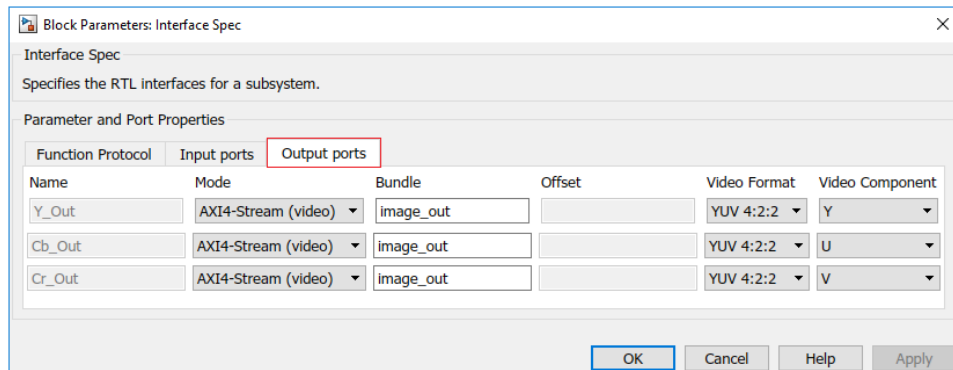 Block Parameters: Interface Spec
Interface Spec
Specifies the RTL interfaces for a subsystem.
Parameter and Port Properties
Function Protocol Input ports Output ports
Name Mode Bundle Offset Video Format Video Component
Y_Out AXI4-Stream (video) image_out YUV 4:2:2 Y
Cb_Out AXI4-Stream (video) image_out YUV 4:2:2 U
Cr_Out AXI4-Stream (video) image_out YUV 4:2:2 V
OK Cancel Help Apply